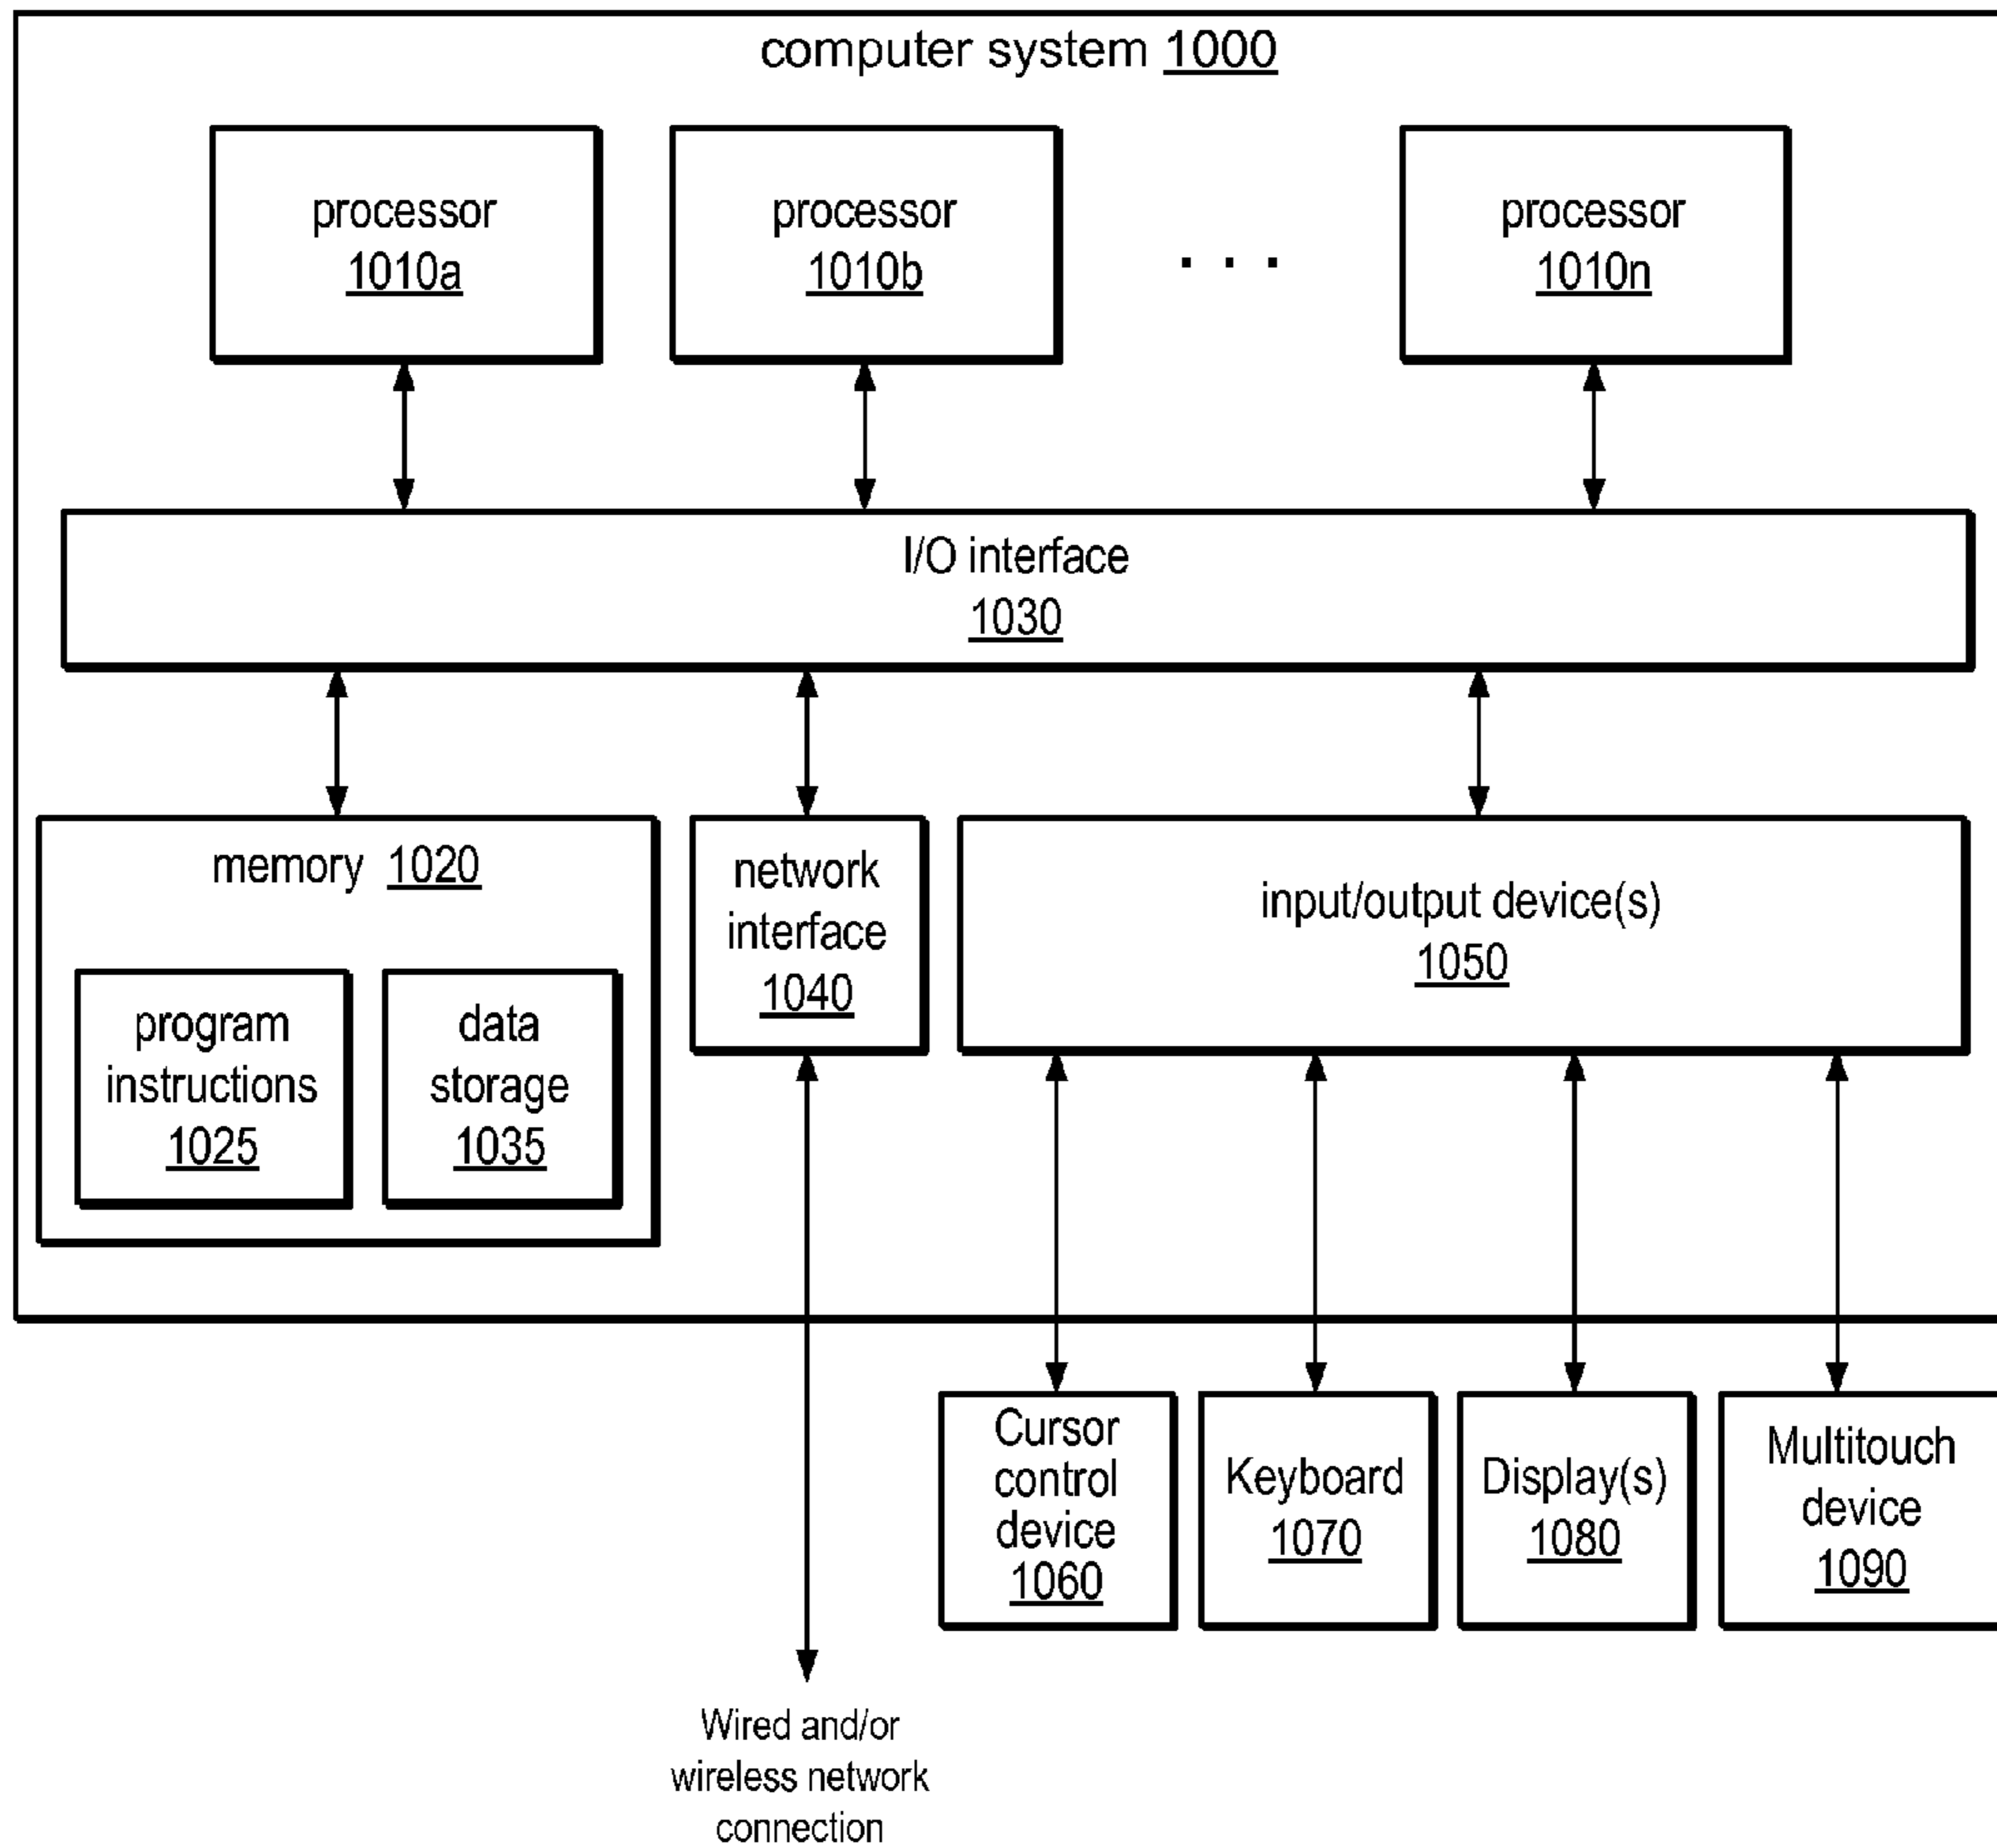 computer system 1000
processor
1010a
processor
1010b
. . .
processor
1010n
I/O interface
1030
memory 1020
program
instructions
1025
data
storage
1035
network
interface
1040
input/output device(s)
1050
Cursor
control
device
1060
Keyboard
1070
Display(s)
1080
Multitouch
device
1090
Wired and/or
wireless network
connection